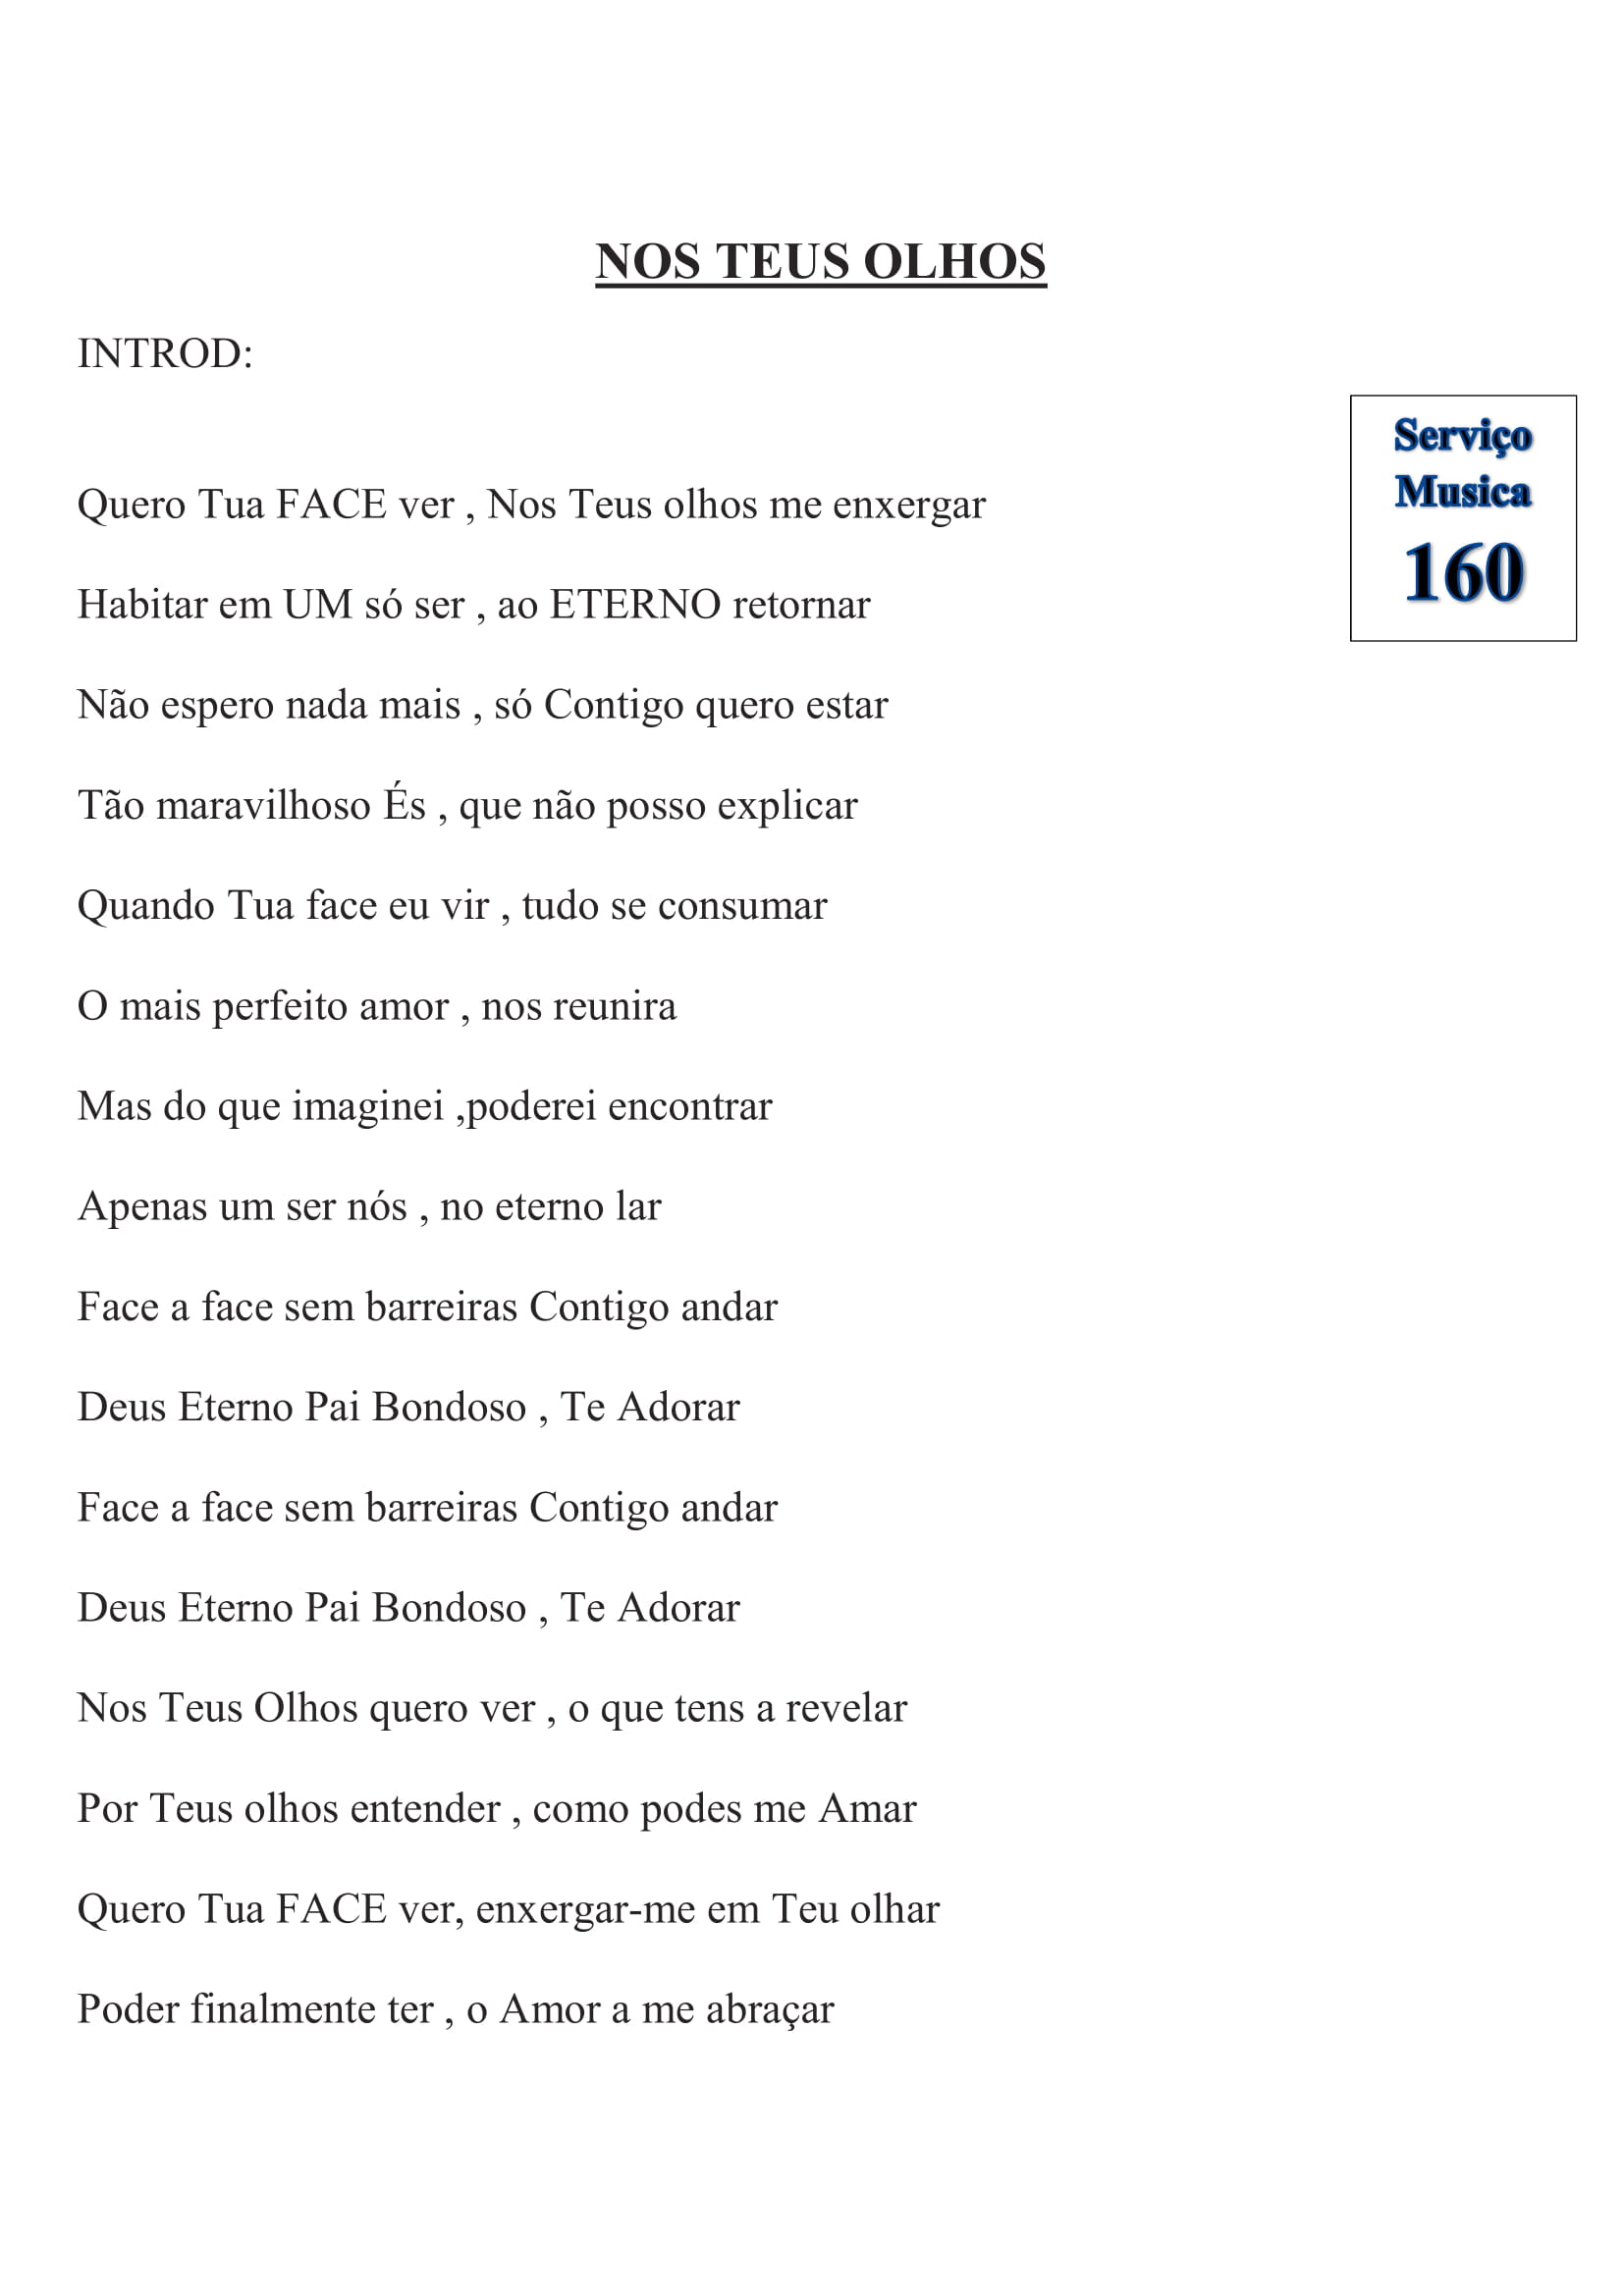 NOS TEUS OLHOS
INTROD:
Serviço
Musica
160
Quero Tua FACE ver , Nos Teus olhos me enxergar
Habitar em UM só ser , ao ETERNO retornar
Não espero nada mais , só Contigo quero estar
Tão maravilhoso És , que não posso explicar
Quando Tua face eu vir , tudo se consumar
O mais perfeito amor , nos reunira
Mas do que imaginei ,poderei encontrar
Apenas um ser nós , no eterno lar
Face a face sem barreiras Contigo andar
Deus Eterno Pai Bondoso , Te Adorar
Face a face sem barreiras Contigo andar
Deus Eterno Pai Bondoso , Te Adorar
Nos Teus Olhos quero ver , o que tens a revelar
Por Teus olhos entender , como podes me Amar
Quero Tua FACE ver, enxergar-me em Teu olhar
Poder finalmente ter , o Amor a me abraçar